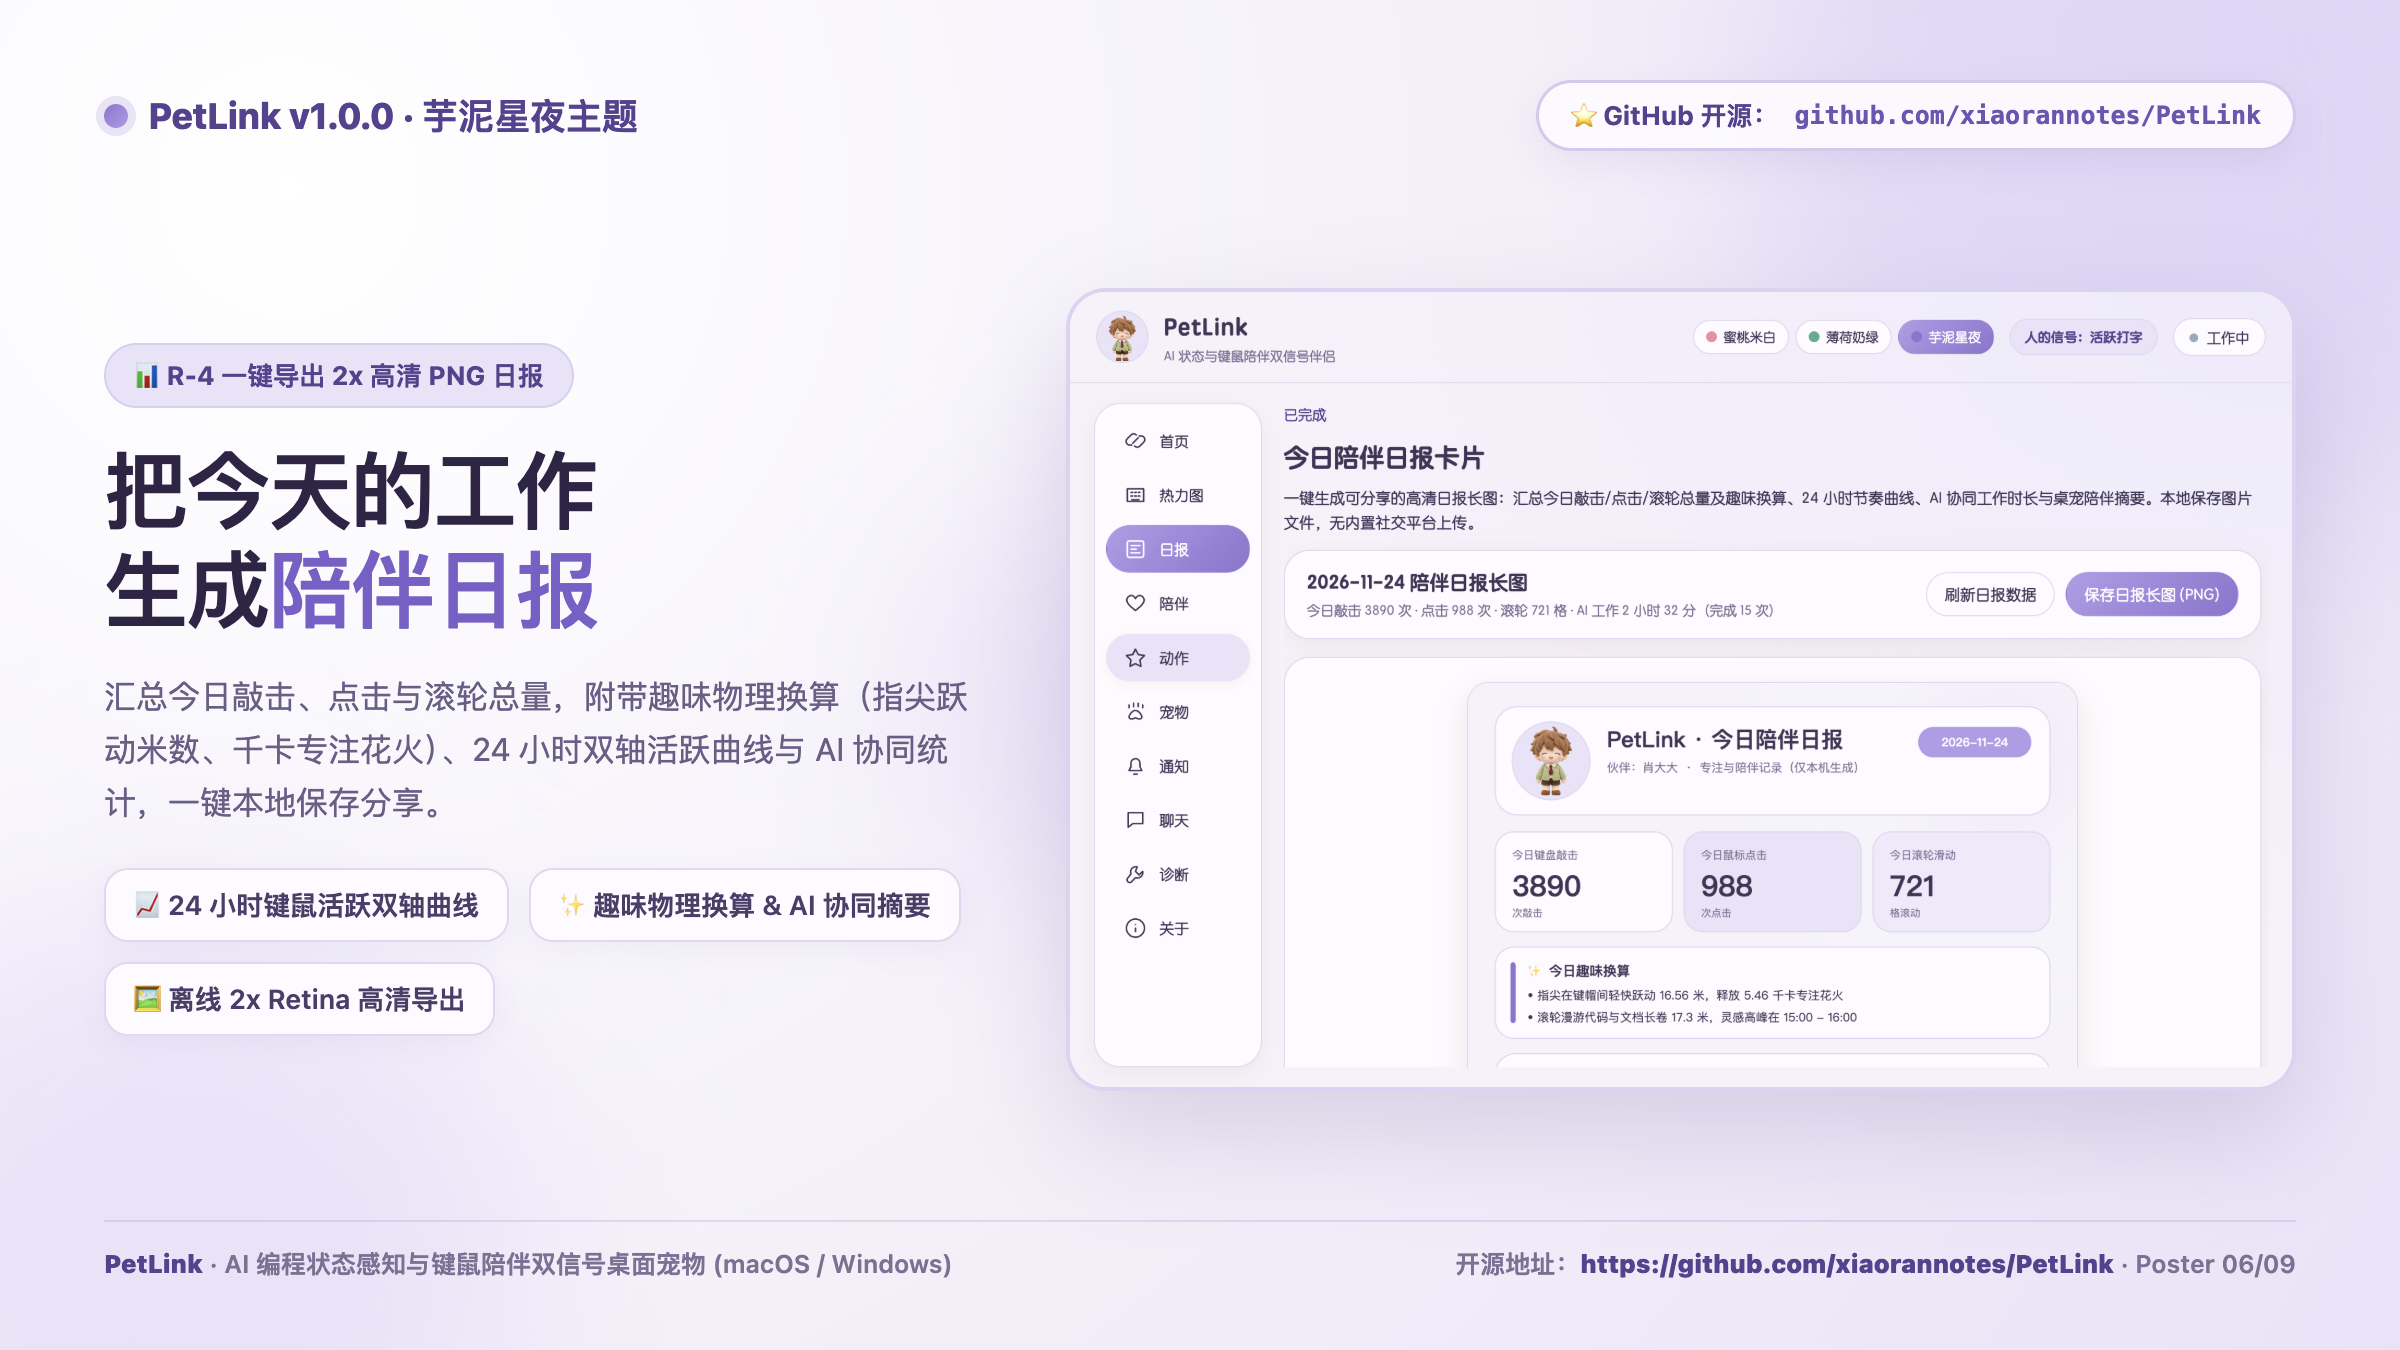 PetLink v1.0.0 · 芋泥星夜主题
⭐ GitHub 开源： github.com/xiaorannotes/PetLink
📊 R-4 一键导出 2x 高清 PNG 日报
把今天的工作
生成陪伴日报
汇总今日敲击、点击与滚轮总量，附带趣味物理换算（指尖跃
动米数、千卡专注花火）、24 小时双轴活跃曲线与 AI 协同统
计，一键本地保存分享。
📈 24 小时键鼠活跃双轴曲线
✨ 趣味物理换算 & AI 协同摘要
🖼️ 离线 2x Retina 高清导出
PetLink
AI 状态与键鼠陪伴双信号伴侣
蜜桃米白
薄荷奶绿
芋泥星夜
人的信号：活跃打字
工作中
首页
热力图
日报
陪伴
动作
宠物
通知
聊天
诊断
关于
已完成
今日陪伴日报卡片
一键生成可分享的高清日报长图：汇总今日敲击/点击/滚轮总量及趣味换算、24 小时节奏曲线、AI 协同工作时长与桌宠陪伴摘要。本地保存图片
文件，无内置社交平台上传。
2026-11-24 陪伴日报长图
今日敲击 3890 次 · 点击 988 次 · 滚轮 721 格 · AI 工作 2 小时 32 分（完成 15 次）
刷新日报数据
保存日报长图 (PNG)
PetLink · 今日陪伴日报
伙伴：肖大大 · 专注与陪伴记录（仅本机生成）
2026-11-24
今日键盘敲击
3890
次敲击
今日鼠标点击
988
次点击
今日滚轮滑动
721
格滚动
✨ 今日趣味换算
• 指尖在键帽间轻快跃动 16.56 米，释放 5.46 千卡专注花火
• 滚轮漫游代码与文档长卷 17.3 米，灵感高峰在 15:00 – 16:00
PetLink · AI 编程状态感知与键鼠陪伴双信号桌面宠物 (macOS / Windows)
开源地址：https://github.com/xiaorannotes/PetLink · Poster 06/09